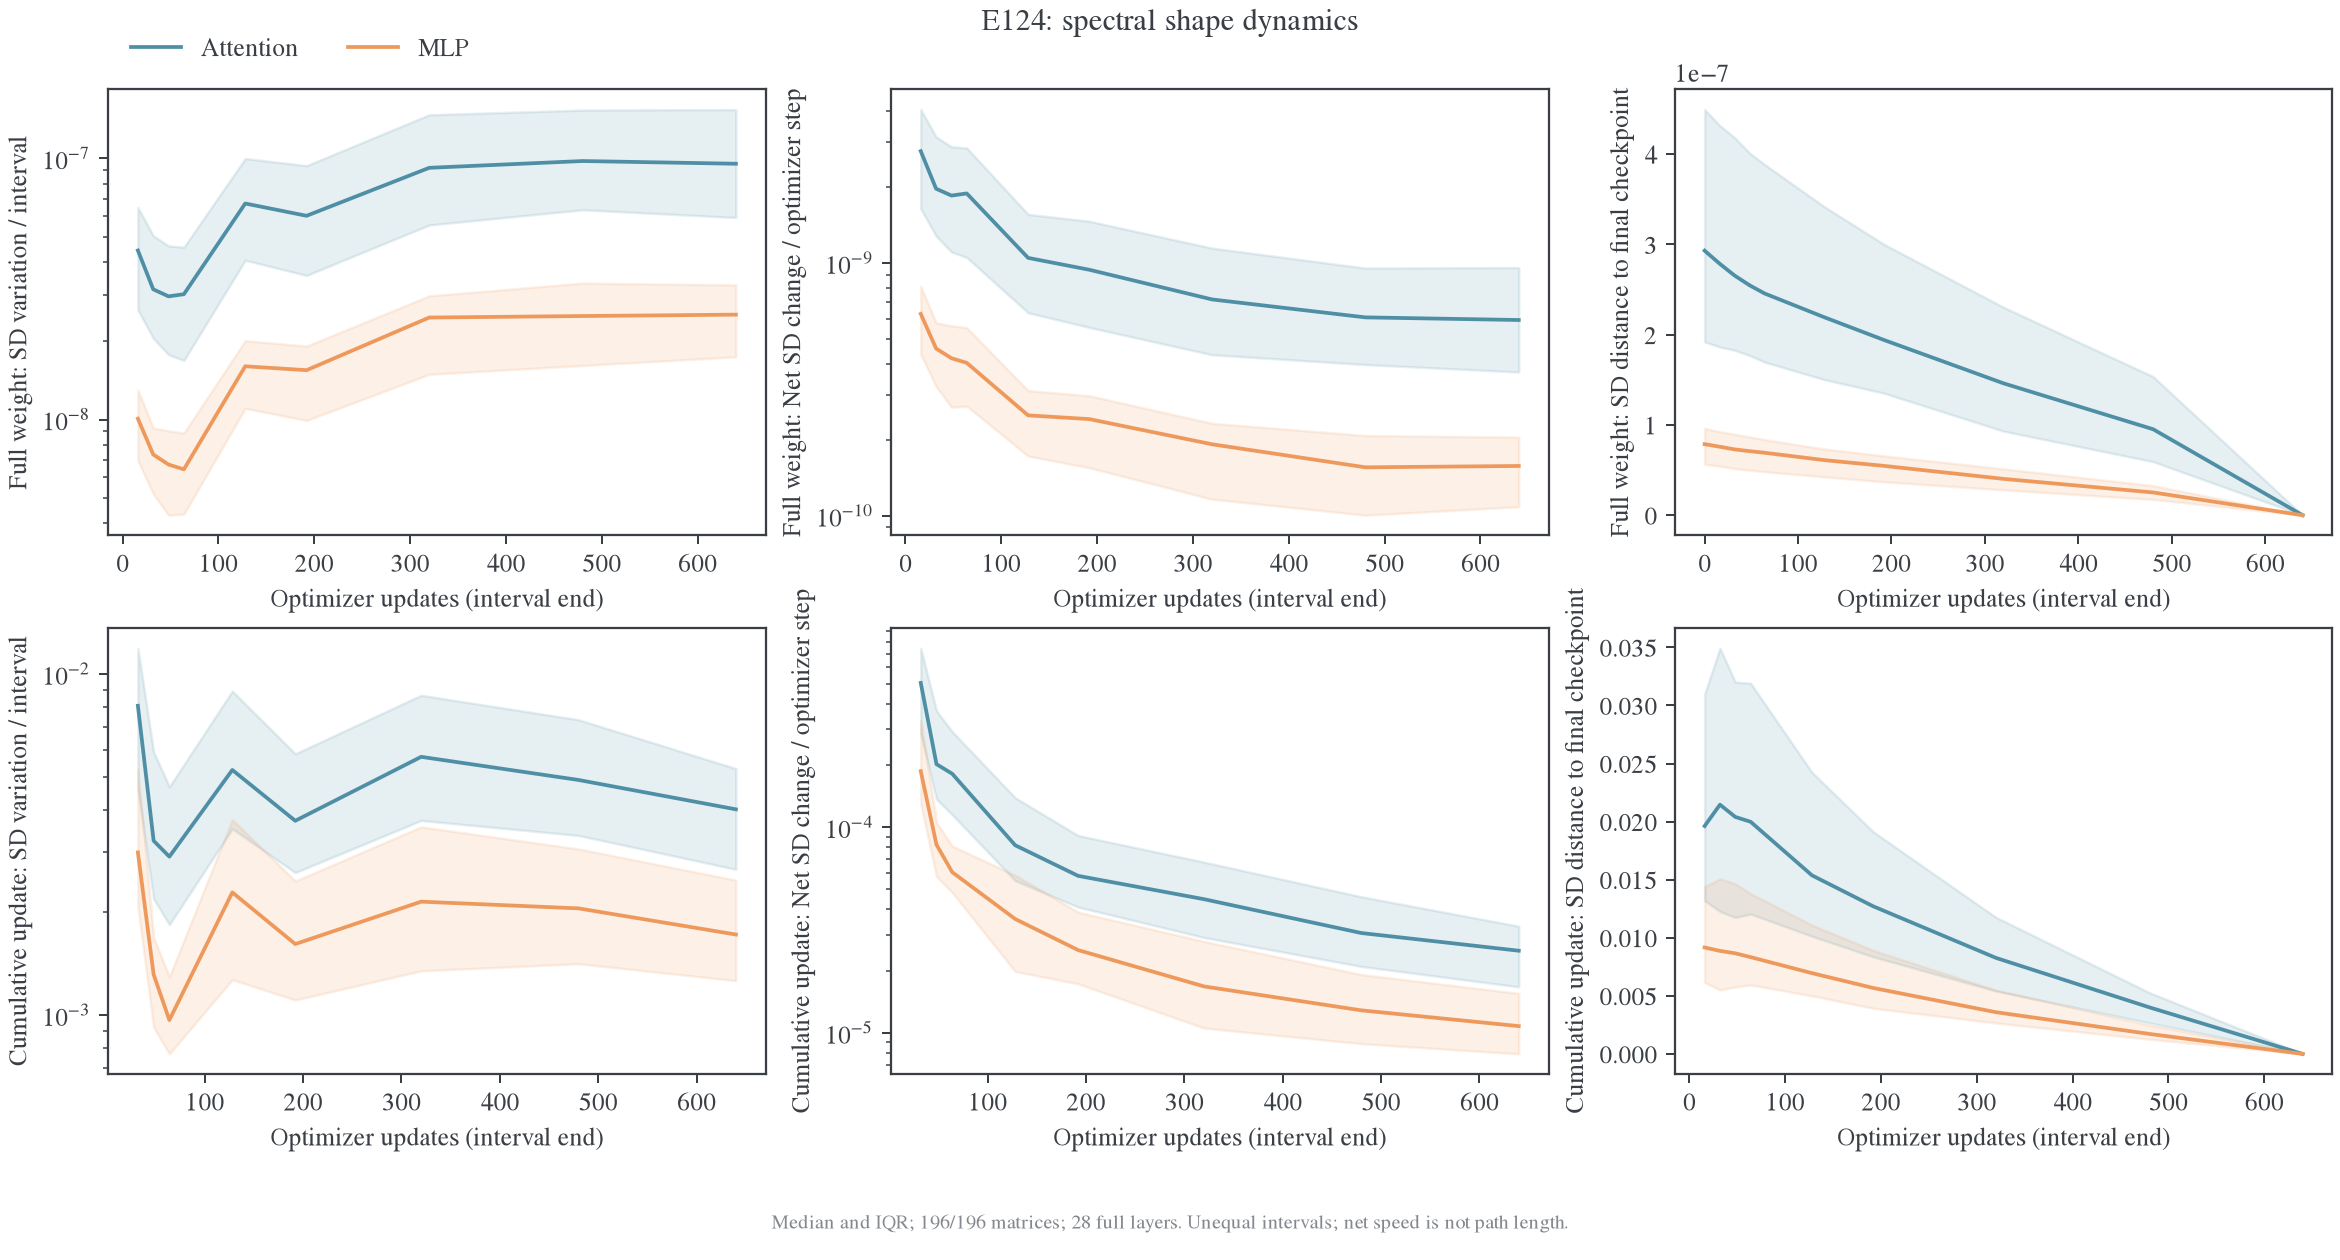 E124: spectral shape dynamics
Attention
MLP
Full weight: SD variation / interval
10⁻⁷
10⁻⁸
0 100 200 300 400 500 600
Optimizer updates (interval end)
Full weight: Net SD change / optimizer step
10⁻⁹
10⁻¹⁰
0 100 200 300 400 500 600
Optimizer updates (interval end)
1e−7
Full weight: SD distance to final checkpoint
4
3
2
1
0
0 100 200 300 400 500 600
Optimizer updates (interval end)
Cumulative update: SD variation / interval
10⁻²
10⁻³
100 200 300 400 500 600
Optimizer updates (interval end)
Cumulative update: Net SD change / optimizer step
10⁻⁴
10⁻⁵
100 200 300 400 500 600
Optimizer updates (interval end)
Cumulative update: SD distance to final checkpoint
0.035
0.030
0.025
0.020
0.015
0.010
0.005
0.000
0 100 200 300 400 500 600
Optimizer updates (interval end)
Median and IQR; 196/196 matrices; 28 full layers. Unequal intervals; net speed is not path length.